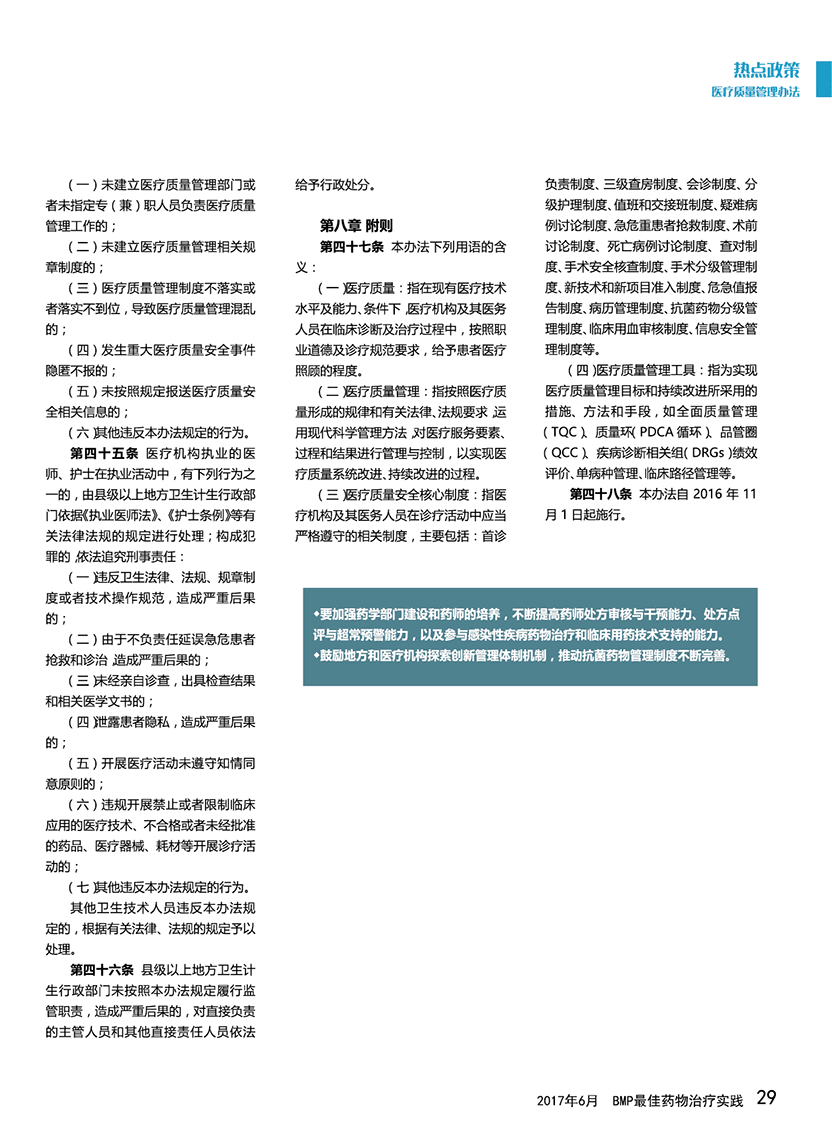 热点政策
医疗质量管理办法
（一）未建立医疗质量管理部门或
者未指定专（兼）职人员负责医疗质量
管理工作的；
（二）未建立医疗质量管理相关规
章制度的；
（三）医疗质量管理制度不落实或
者落实不到位，导致医疗质量管理混乱
的；
（四）发生重大医疗质量安全事件
隐匿不报的；
（五）未按照规定报送医疗质量安
全相关信息的；
（六）其他违反本办法规定的行为。
第四十五条 医疗机构执业的医
师、护士在执业活动中，有下列行为之
一的，由县级以上地方卫生计生行政部
门依据《执业医师法》、《护士条例》等有
关法律法规的规定进行处理；构成犯
罪的，依法追究刑事责任：
（一）违反卫生法律、法规、规章制
度或者技术操作规范，造成严重后果
的；
（二）由于不负责任延误急危患者
抢救和诊治，造成严重后果的；
（三）未经亲自诊查，出具检查结果
和相关医学文书的；
（四）泄露患者隐私，造成严重后果
的；
（五）开展医疗活动未遵守知情同
意原则的；
（六）违规开展禁止或者限制临床
应用的医疗技术、不合格或者未经批准
的药品、医疗器械、耗材等开展诊疗活
动的；
（七）其他违反本办法规定的行为。
其他卫生技术人员违反本办法规
定的，根据有关法律、法规的规定予以
处理。
第四十六条 县级以上地方卫生计
生行政部门未按照本办法规定履行监
管职责，造成严重后果的，对直接负责
的主管人员和其他直接责任人员依法
给予行政处分。
第八章 附则
第四十七条 本办法下列用语的含
义：
（一）医疗质量：指在现有医疗技术
水平及能力、条件下，医疗机构及其医务
人员在临床诊断及治疗过程中，按照职
业道德及诊疗规范要求，给予患者医疗
照顾的程度。
（二）医疗质量管理：指按照医疗质
量形成的规律和有关法律、法规要求，运
用现代科学管理方法，对医疗服务要素、
过程和结果进行管理与控制，以实现医
疗质量系统改进、持续改进的过程。
（三）医疗质量安全核心制度：指医
疗机构及其医务人员在诊疗活动中应当
严格遵守的相关制度，主要包括：首诊
负责制度、三级查房制度、会诊制度、分
级护理制度、值班和交接班制度、疑难病
例讨论制度、急危重患者抢救制度、术前
讨论制度、死亡病例讨论制度、查对制
度、手术安全核查制度、手术分级管理制
度、新技术和新项目准入制度、危急值报
告制度、病历管理制度、抗菌药物分级管
理制度、临床用血审核制度、信息安全管
理制度等。
（四）医疗质量管理工具：指为实现
医疗质量管理目标和持续改进所采用的
措施、方法和手段，如全面质量管理
（TQC）、质量环（PDCA 循环）、品管圈
（QCC）、疾病诊断相关组（DRGs）绩效
评价、单病种管理、临床路径管理等。
第四十八条 本办法自 2016 年 11
月 1 日起施行。
•要加强药学部门建设和药师的培养，不断提高药师处方审核与干预能力、处方点
评与超常预警能力，以及参与感染性疾病药物治疗和临床用药技术支持的能力。
•鼓励地方和医疗机构探索创新管理体制机制，推动抗菌药物管理制度不断完善。
2017年6月 BMP最佳药物治疗实践 29